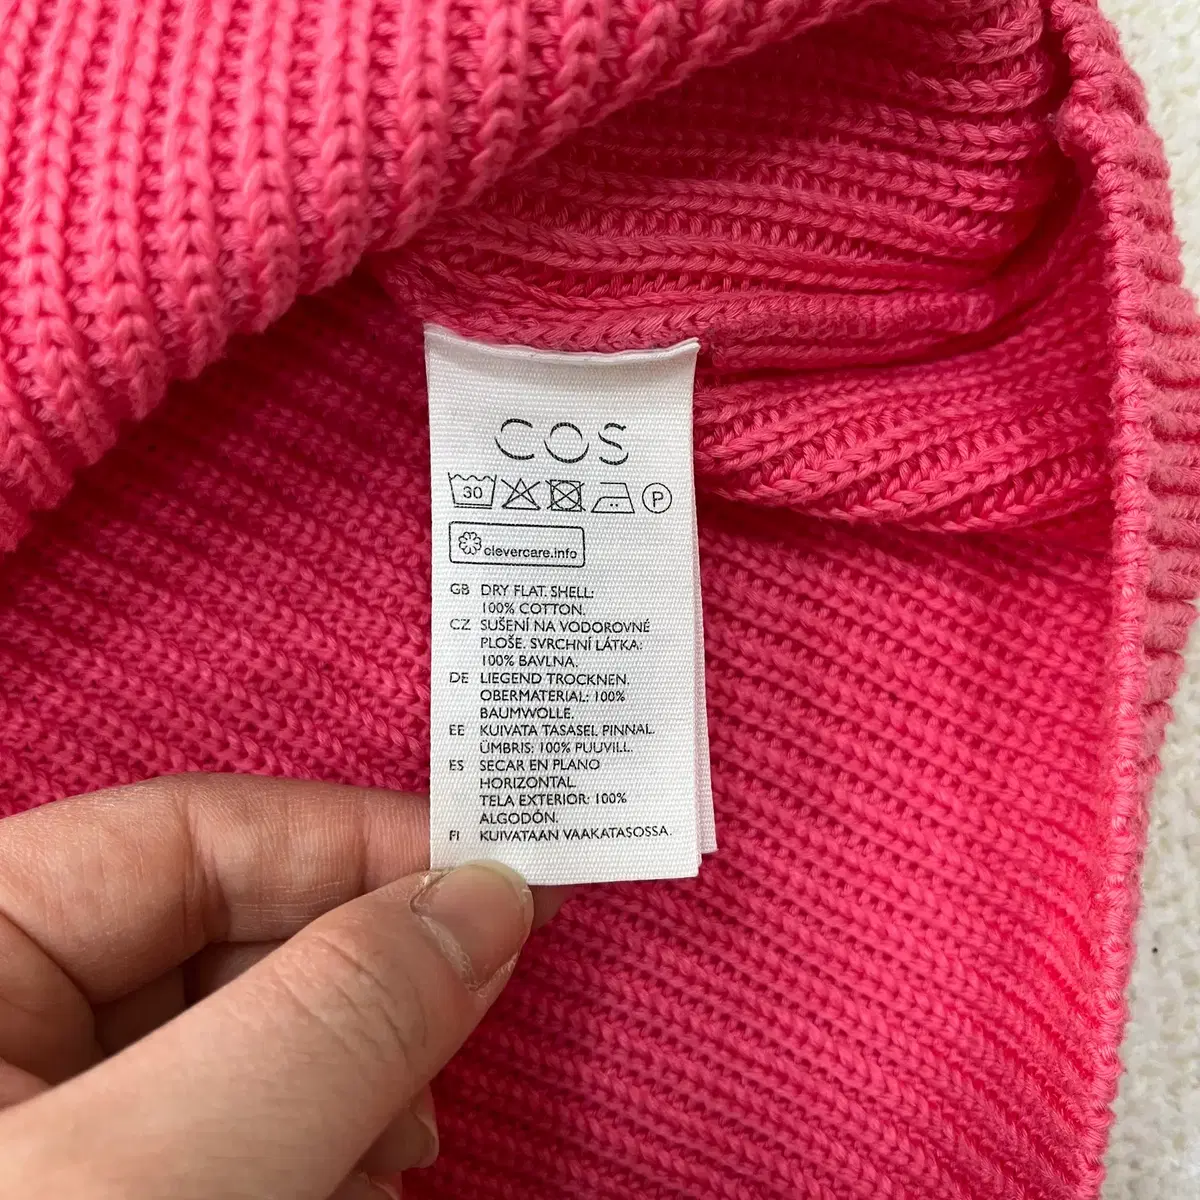 COS
30 P
clevercare.info
GB DRY FLAT. SHELL:
100% COTTON.
CZ SUŠENÍ NA VODOROVNÉ
PLOŠE. SVRCHNÍ LÁTKA:
100% BAVLNA.
DE LIEGEND TROCKNEN.
OBERMATERIAL: 100%
BAUMWOLLE.
EE KUIVATA TASASEL PINNAL.
ÜMBRIS: 100% PUUVILL.
ES SECAR EN PLANO
HORIZONTAL.
TELA EXTERIOR: 100%
ALGODÓN.
FI KUIVATAAN VAAKATASOSSA.